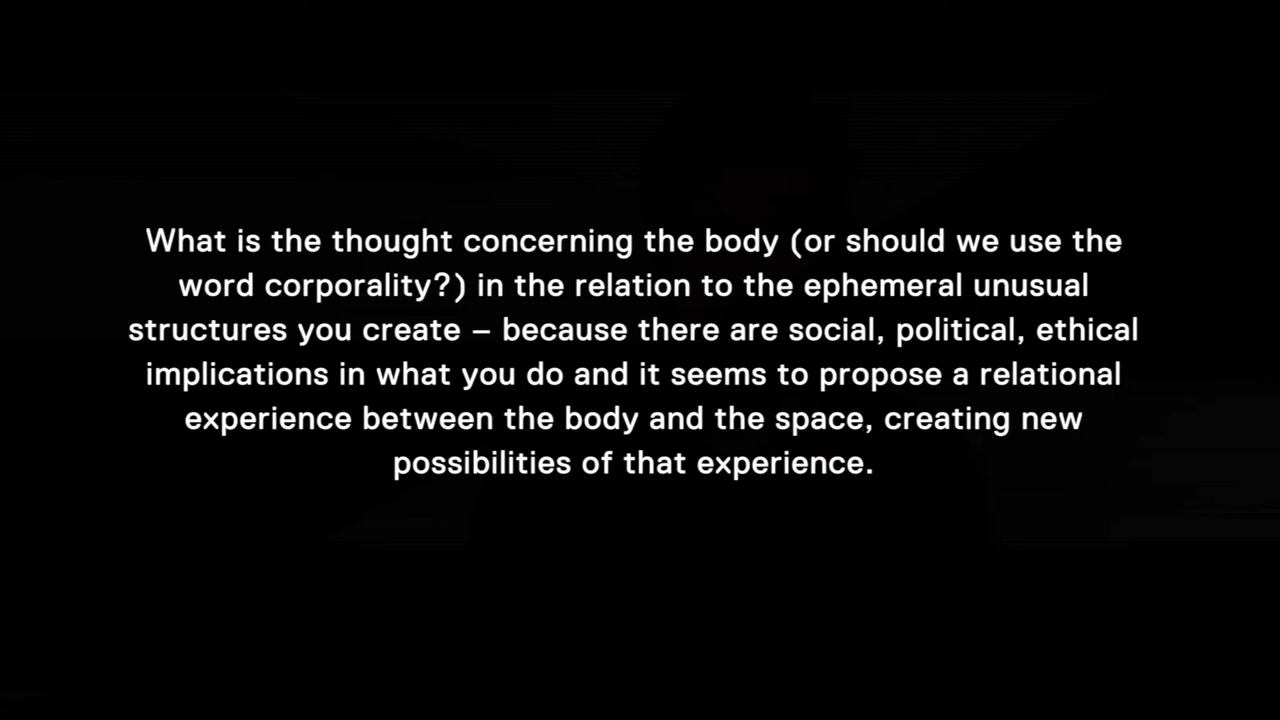 What is the thought concerning the body (or should we use the
word corporality?) in the relation to the ephemeral unusual
structures you create – because there are social, political, ethical
implications in what you do and it seems to propose a relational
experience between the body and the space, creating new
possibilities of that experience.